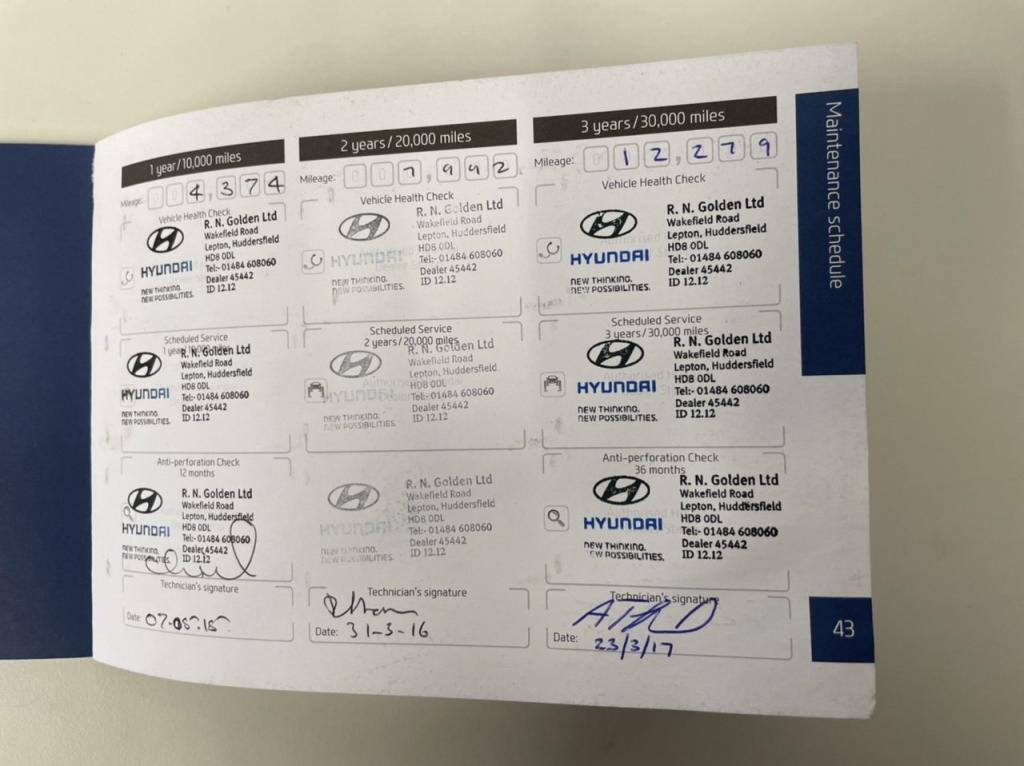 1 year/10,000 miles
Mileage: 004,374
Vehicle Health Check
R. N. Golden Ltd
Wakefield Road
Lepton, Huddersfield
HD8 0DL
Tel:- 01484 608060
Dealer 45442
ID 12.12
HYUNDAI
NEW THINKING.
NEW POSSIBILITIES.
Scheduled Service
R. N. Golden Ltd
Wakefield Road
Lepton, Huddersfield
HD8 0DL
Tel:- 01484 608060
Dealer 45442
ID 12.12
HYUNDAI
NEW THINKING.
NEW POSSIBILITIES.
Anti-perforation Check
12 months
R. N. Golden Ltd
Wakefield Road
Lepton, Huddersfield
HD8 0DL
Tel:- 01484 608060
Dealer 45442
ID 12.12
HYUNDAI
NEW THINKING.
NEW POSSIBILITIES.
Technician's signature
Date: 07-05-15
2 years/20,000 miles
Mileage: 007,992
Vehicle Health Check
R. N. Golden Ltd
Wakefield Road
Lepton, Huddersfield
HD8 0DL
Tel:- 01484 608060
Dealer 45442
ID 12.12
HYUNDAI
NEW THINKING.
NEW POSSIBILITIES.
Scheduled Service
2 years/20,000 miles
R. N. Golden Ltd
Wakefield Road
Lepton, Huddersfield
HD8 0DL
Tel:- 01484 608060
Dealer 45442
ID 12.12
HYUNDAI
NEW THINKING.
NEW POSSIBILITIES.
R. N. Golden Ltd
Wakefield Road
Lepton, Huddersfield
HD8 0DL
Tel:- 01484 608060
Dealer 45442
ID 12.12
HYUNDAI
NEW THINKING.
NEW POSSIBILITIES.
Technician's signature
Date: 31-3-16
3 years/30,000 miles
Mileage: 012,279
Vehicle Health Check
R. N. Golden Ltd
Wakefield Road
Lepton, Huddersfield
HD8 0DL
Tel:- 01484 608060
Dealer 45442
ID 12.12
HYUNDAI
NEW THINKING.
NEW POSSIBILITIES.
Scheduled Service
3 years/30,000 miles
R. N. Golden Ltd
Wakefield Road
Lepton, Huddersfield
HD8 0DL
Tel:- 01484 608060
Dealer 45442
ID 12.12
HYUNDAI
NEW THINKING.
NEW POSSIBILITIES.
Anti-perforation Check
36 months
R. N. Golden Ltd
Wakefield Road
Lepton, Huddersfield
HD8 0DL
Tel:- 01484 608060
Dealer 45442
ID 12.12
HYUNDAI
NEW THINKING.
NEW POSSIBILITIES.
Technician's signature
Date: 23/3/17
Maintenance schedule
43